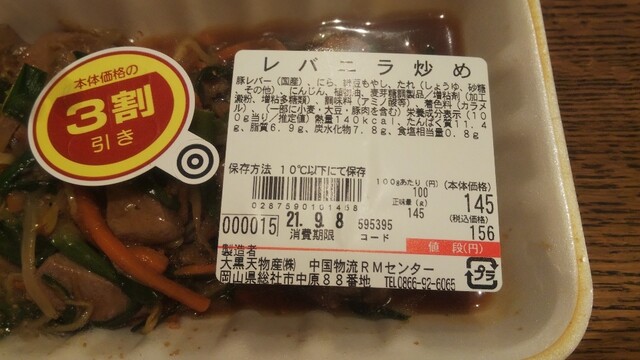 本体価格の
3割
引き
レバニラ炒め
豚レバー(国産)、にら、緑豆もやし、たれ(しょうゆ、砂糖
、その他)、にんじん、植物油、麦芽糖類製品/増粘剤(加工
澱粉、増粘多糖類)、調味料(アミノ酸等)、着色料(カラメ
ル)、(一部に小麦・大豆・豚肉を含む)栄養成分表示(10
0g当り/推定値)熱量140kcal、たんぱく質11.4
g、脂質6.9g、炭水化物7.8g、食塩相当量0.8g
保存方法 10℃以下にて保存
100gあたり(円) (本体価格)
100 145
正味量(g) (税込価格)
145 156
000015 21.9.8 595395
消費期限 コード 値段(円)
製造者
大黒天物産(株) 中国物流RMセンター
岡山県総社市中原88番地 TEL0866-92-6065
プラ